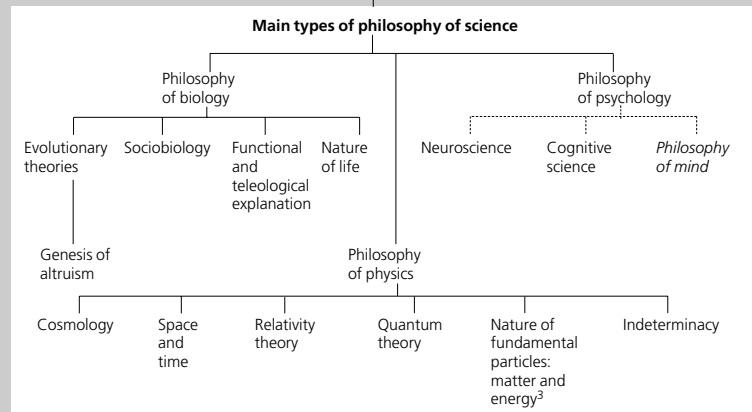 Main types of philosophy of science
Philosophy
of biology
Philosophy
of psychology
Evolutionary
theories
Sociobiology
Functional
and
teleological
explanation
Nature
of life
Neuroscience
Cognitive
science
Philosophy
of mind
Genesis of
altruism
Philosophy
of physics
Cosmology
Space
and
time
Relativity
theory
Quantum
theory
Nature of
fundamental
particles:
matter and
energy³
Indeterminacy